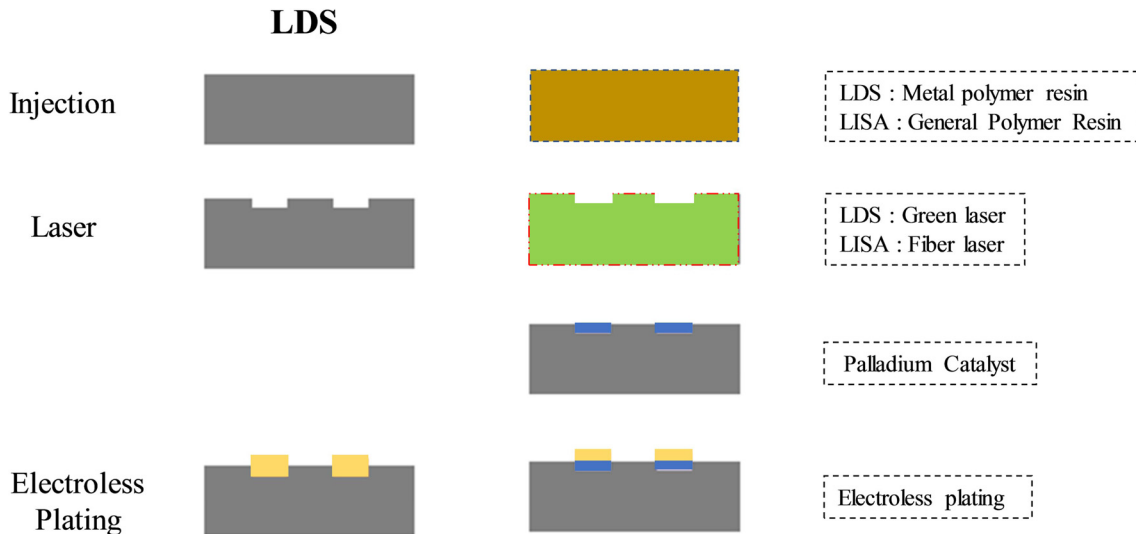 LDS
Injection
LDS : Metal polymer resin
LISA : General Polymer Resin
Laser
LDS : Green laser
LISA : Fiber laser
Palladium Catalyst
Electroless
Plating
Electroless plating